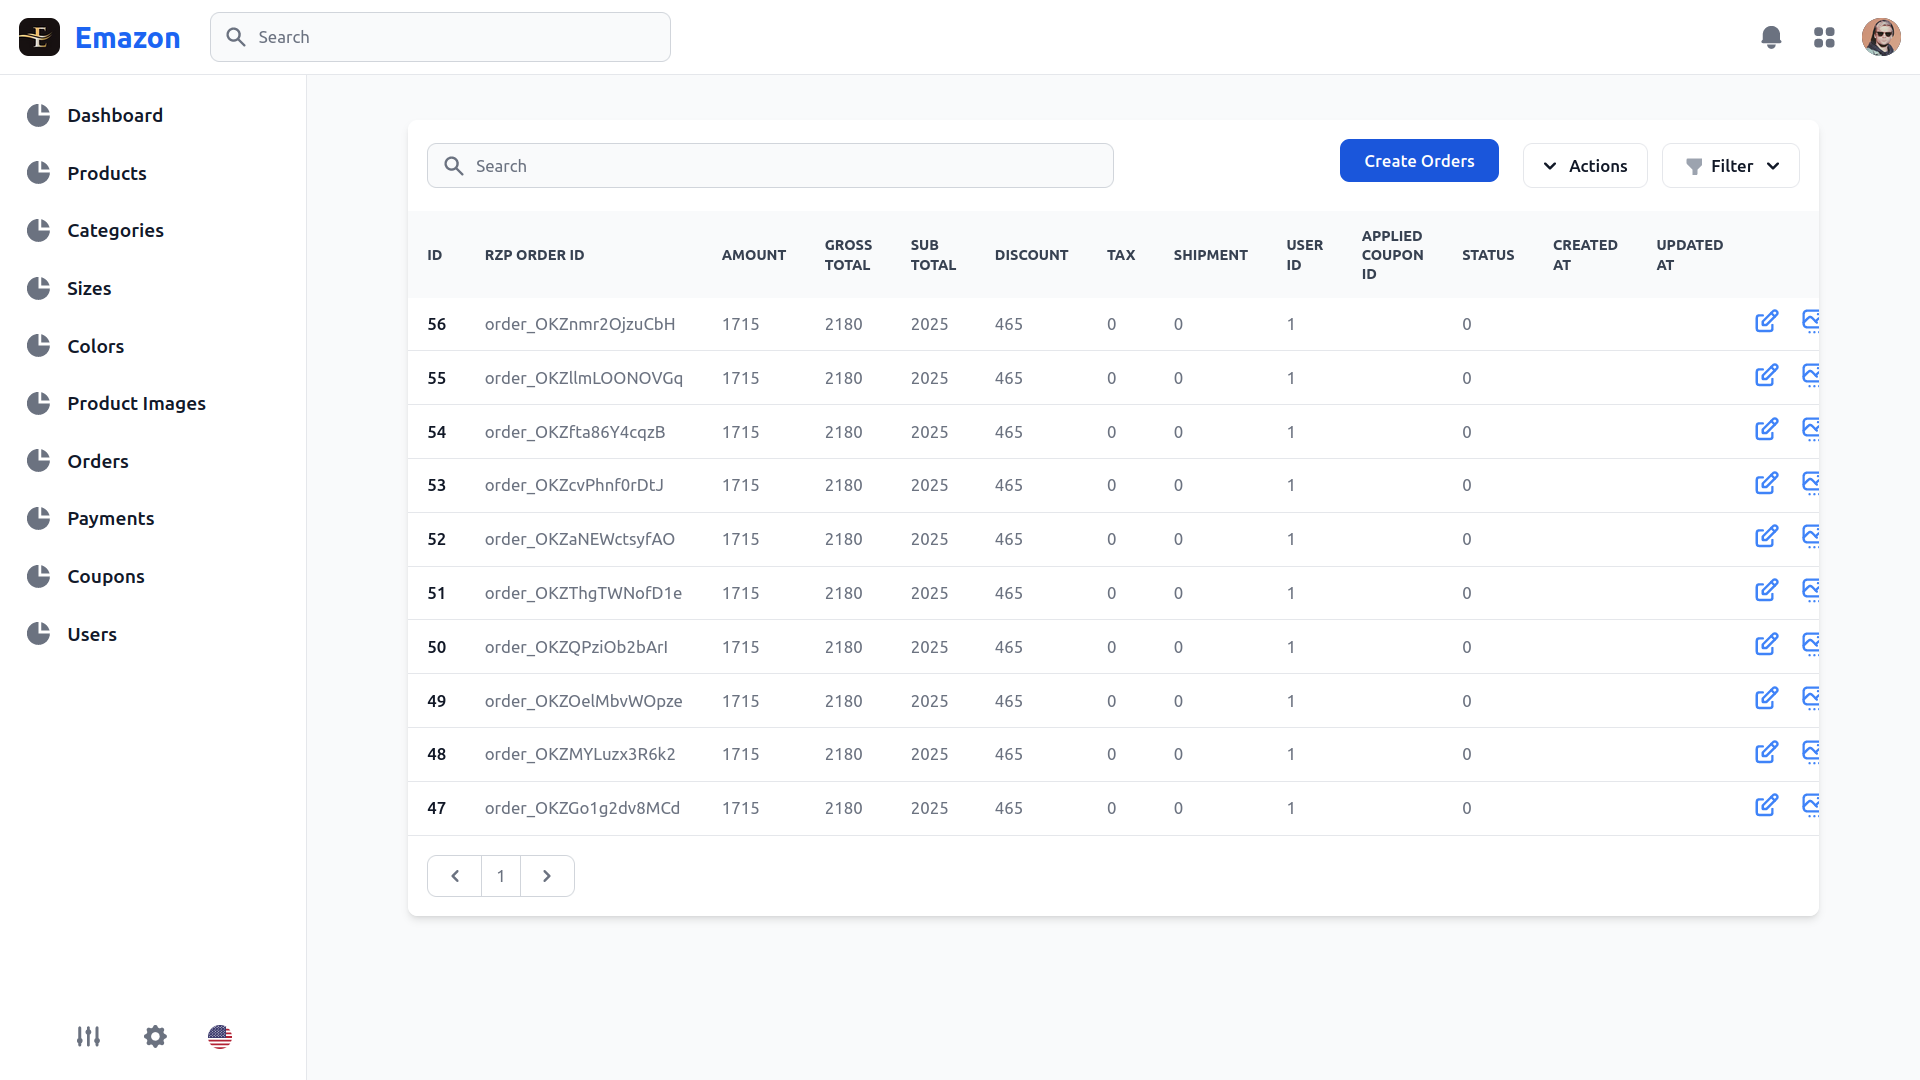 E
Emazon
Search
Dashboard
Products
Categories
Sizes
Colors
Product Images
Orders
Payments
Coupons
Users
Search
Create Orders
Actions
Filter
ID RZP ORDER ID AMOUNT GROSS TOTAL SUB TOTAL DISCOUNT TAX SHIPMENT USER ID APPLIED COUPON ID STATUS CREATED AT UPDATED AT
56 order_OKZnmr2OjzuCbH 1715 2180 2025 465 0 0 1 0
55 order_OKZllmLOONOVGq 1715 2180 2025 465 0 0 1 0
54 order_OKZfta86Y4cqzB 1715 2180 2025 465 0 0 1 0
53 order_OKZcvPhnf0rDtJ 1715 2180 2025 465 0 0 1 0
52 order_OKZaNEWctsyfAO 1715 2180 2025 465 0 0 1 0
51 order_OKZThgTWNofD1e 1715 2180 2025 465 0 0 1 0
50 order_OKZQPziOb2bArI 1715 2180 2025 465 0 0 1 0
49 order_OKZOelMbvWOpze 1715 2180 2025 465 0 0 1 0
48 order_OKZMYLuzx3R6k2 1715 2180 2025 465 0 0 1 0
47 order_OKZGo1g2dv8MCd 1715 2180 2025 465 0 0 1 0
1